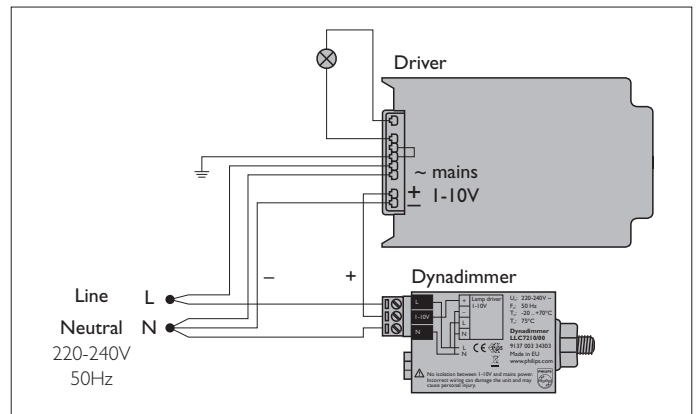 Driver
~ mains
+ 1-10V
−
− +
Dynadimmer
Line L
Neutral N
220-240V
50Hz
L
1-10V
N
+ Lamp driver
1-10V
−
L
N
L
N
220-240V ~
50 Hz
-20 ..+70°C
75°C
Dynadimmer
LLC7210/00
9137 003 34303
Made in EU
www.philips.com
CE
No isolation between 1-10V and mains power.
Incorrect wiring can damage the unit and may
cause personal injury.
PHILIPS